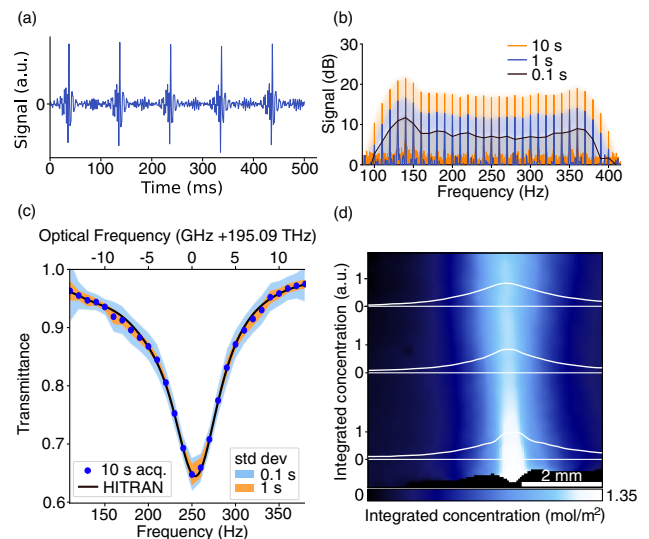 (a)
Signal (a.u.)
0
0 100 200 300 400 500
Time (ms)
(b)
Signal (dB)
30
20
10
0
10 s
1 s
0.1 s
100 150 200 250 300 350 400
Frequency (Hz)
(c)
Optical Frequency (GHz +195.09 THz)
-10 -5 0 5 10
Transmittance
1.0
0.9
0.8
0.7
0.6
10 s acq.
HITRAN
std dev
0.1 s
1 s
150 200 250 300 350
Frequency (Hz)
(d)
Integrated concentration (a.u.)
1
0
1
0
1
0
2 mm
0
1.35
Integrated concentration (mol/m²)